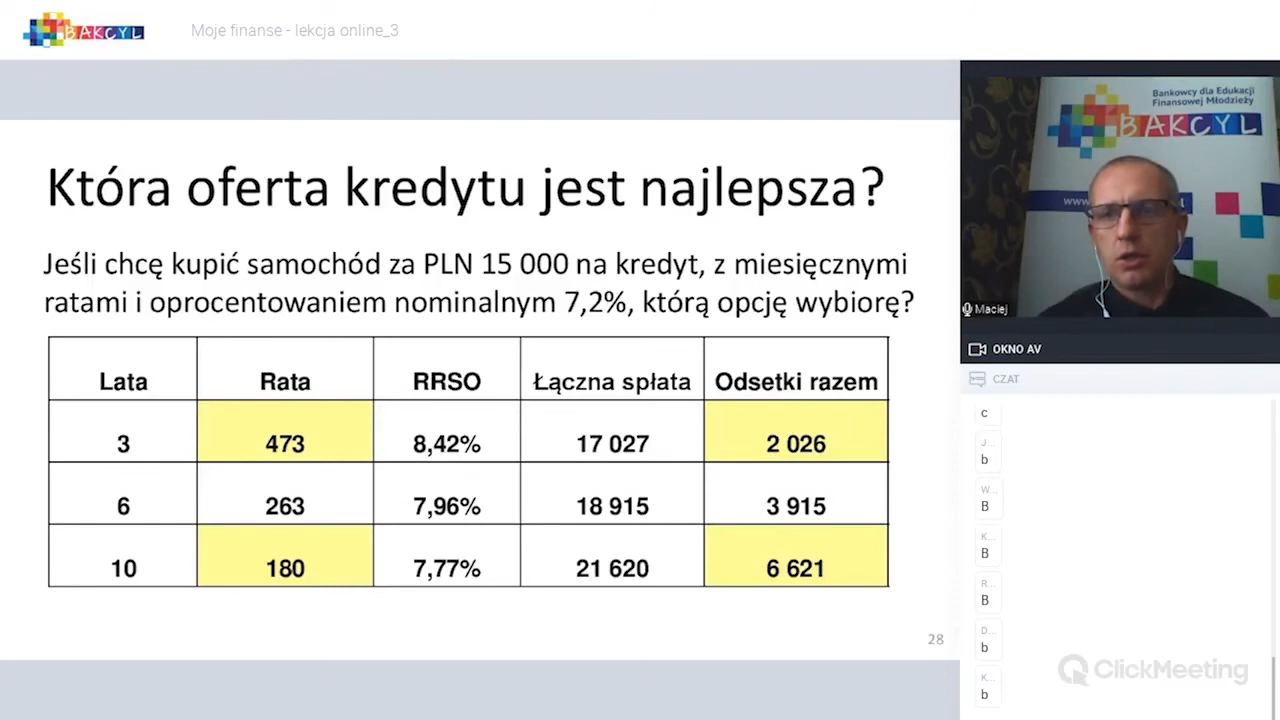 BAKCYL
Moje finanse - lekcja online_3
Która oferta kredytu jest najlepsza?
Jeśli chcę kupić samochód za PLN 15 000 na kredyt, z miesięcznymi
ratami i oprocentowaniem nominalnym 7,2%, którą opcję wybiorę?
Lata Rata RRSO Łączna spłata Odsetki razem
3 473 8,42% 17 027 2 026
6 263 7,96% 18 915 3 915
10 180 7,77% 21 620 6 621
28
Bankowcy dla Edukacji
Finansowej Młodzieży
BAKCYL
www.
Maciej
OKNO AV
CZAT
c
J...
b
W...
B
K...
B
R...
B
D...
b
K...
b
ClickMeeting